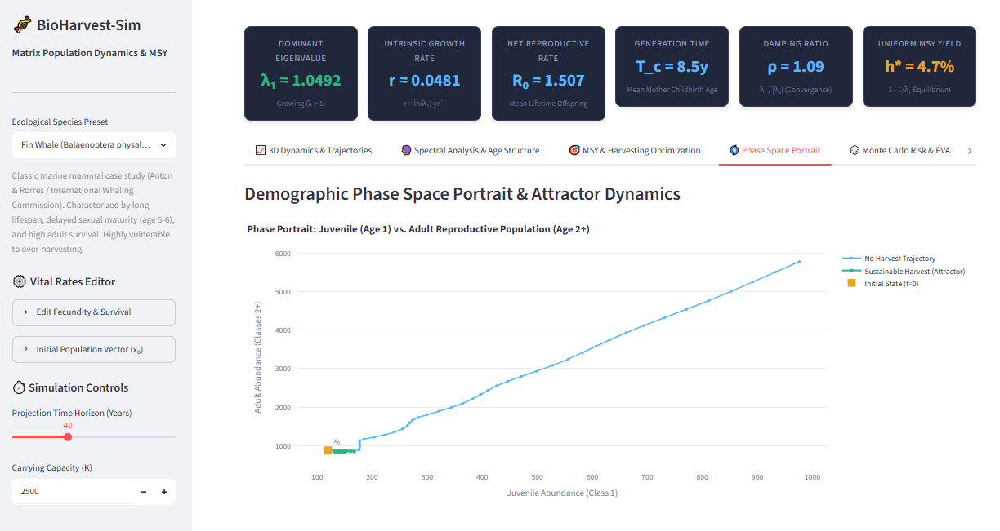 BioHarvest-Sim
Matrix Population Dynamics & MSY
Ecological Species Preset
Fin Whale (Balaenoptera physal...
Classic marine mammal case study (Anton
& Rorres / International Whaling
Commission). Characterized by long
lifespan, delayed sexual maturity (age 5-6),
and high adult survival. Highly vulnerable
to over-harvesting.
Vital Rates Editor
Edit Fecundity & Survival
Initial Population Vector (x₀)
Simulation Controls
Projection Time Horizon (Years)
40
Carrying Capacity (K)
2500
DOMINANT
EIGENVALUE
λ₁ = 1.0492
Growing (λ > 1)
INTRINSIC GROWTH
RATE
r = 0.0481
r = ln(λ₁) yr⁻¹
NET REPRODUCTIVE
RATE
R₀ = 1.507
Mean Lifetime Offspring
GENERATION TIME
T_c = 8.5y
Mean Mother Childbirth Age
DAMPING RATIO
ρ = 1.09
λ₁ / |λ₂| (Convergence)
UNIFORM MSY YIELD
h* = 4.7%
1 - 1/λ₁ Equilibrium
3D Dynamics & Trajectories
Spectral Analysis & Age Structure
MSY & Harvesting Optimization
Phase Space Portrait
Monte Carlo Risk & PVA
Demographic Phase Space Portrait & Attractor Dynamics
Phase Portrait: Juvenile (Age 1) vs. Adult Reproductive Population (Age 2+)
6000
5000
4000
3000
2000
1000
Adult Abundance (Classes 2+)
x₀
100 200 300 400 500 600 700 800 900 1000
Juvenile Abundance (Class 1)
No Harvest Trajectory
Sustainable Harvest (Attractor)
Initial State (t=0)